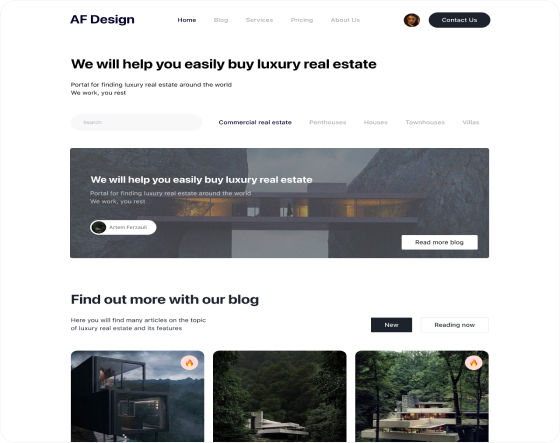 AF Design
Home Blog Services Pricing About Us
Contact Us
We will help you easily buy luxury real estate
Portal for finding luxury real estate around the world
We work, you rest
Search
Commercial real estate Penthouses Houses Townhouses Villas
We will help you easily buy luxury real estate
Portal for finding luxury real estate around the world
We work, you rest
Artem
Read more blog
Find out more with our blog
Here you will find many articles on the topic
of luxury real estate and its features
New Reading now